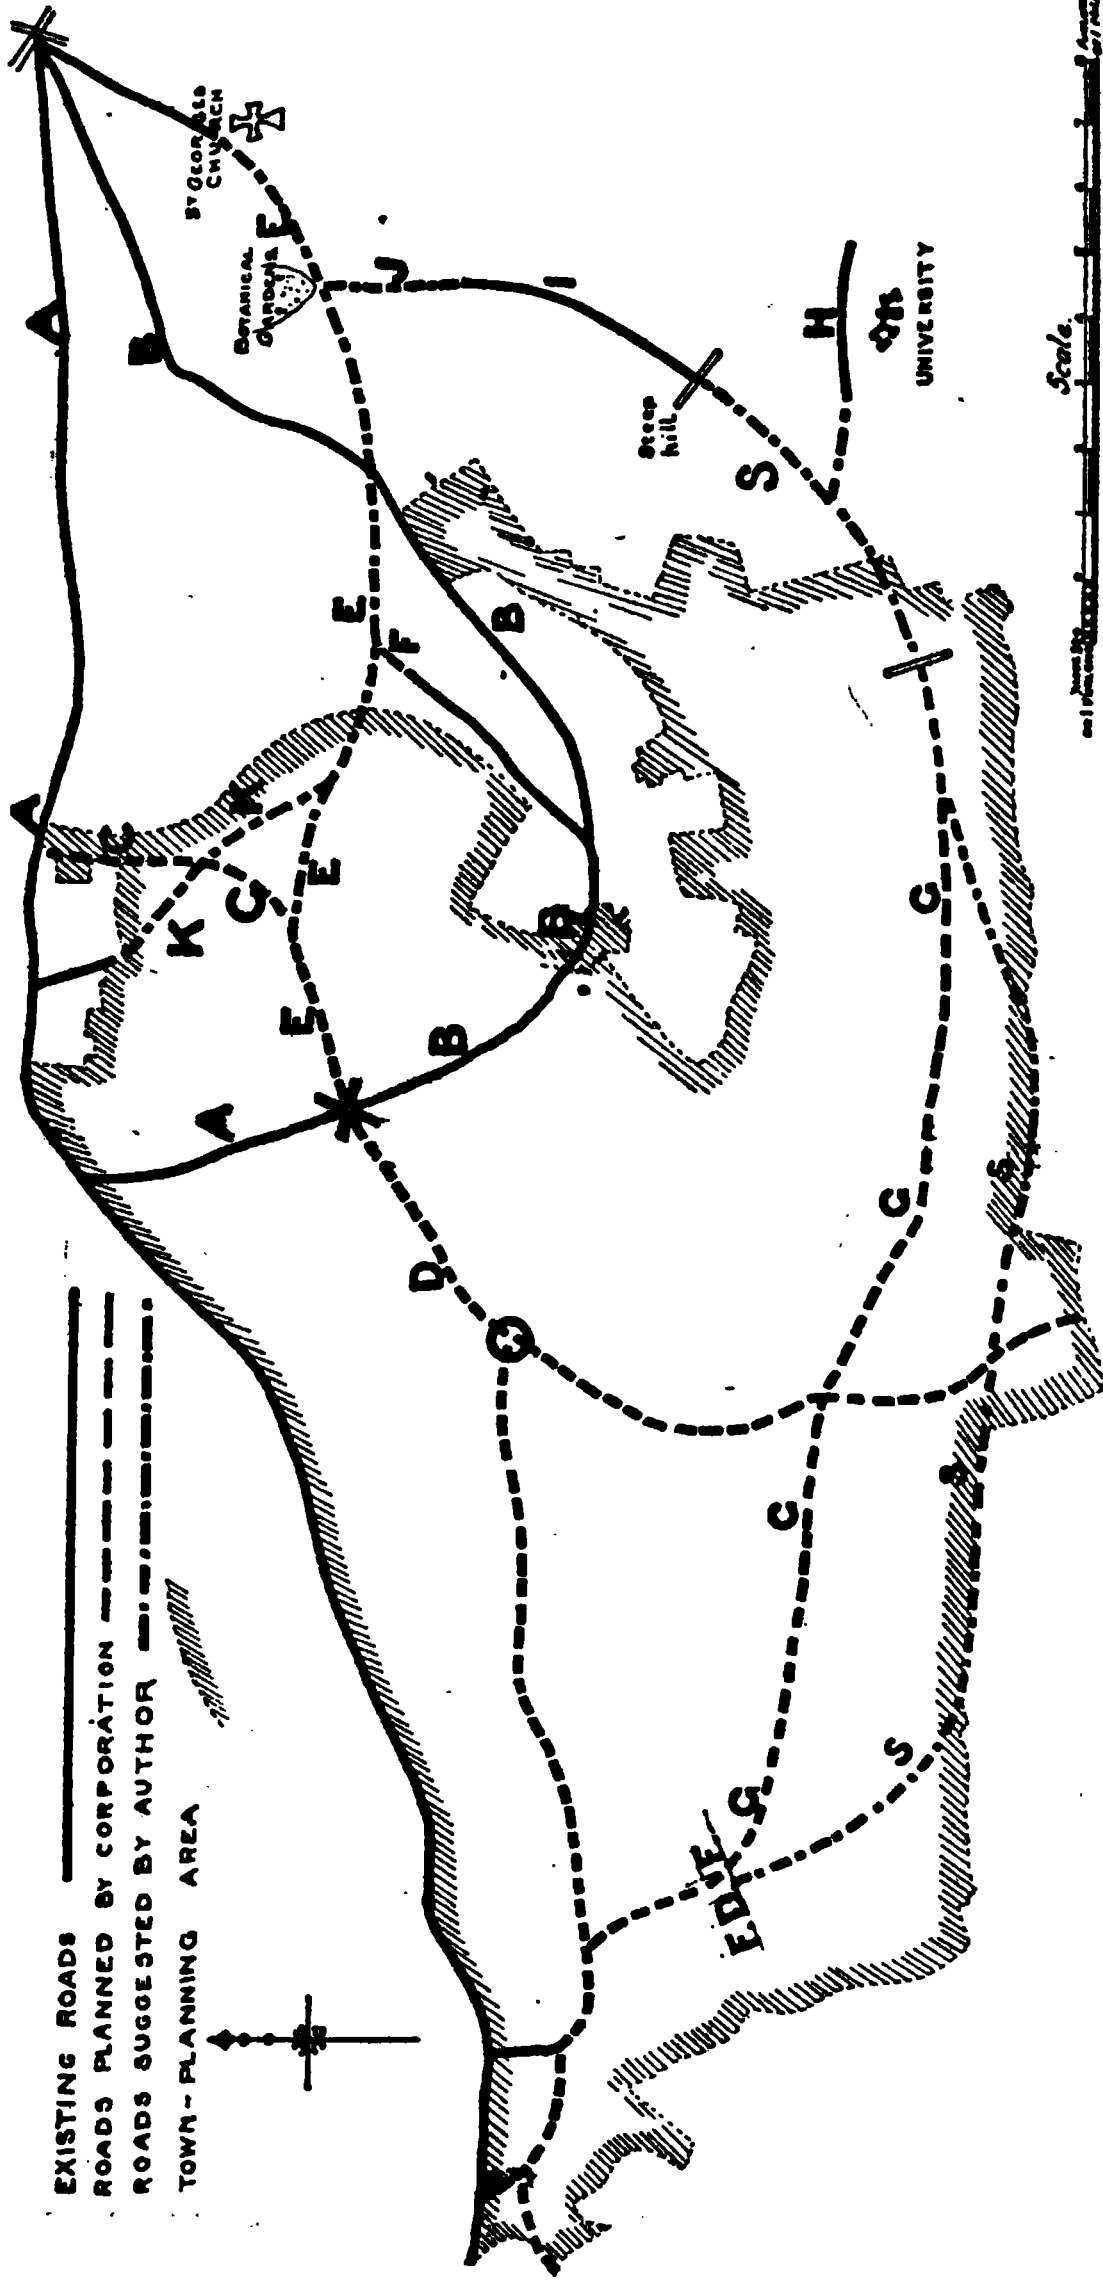 EXISTING ROADS
ROADS PLANNED BY CORPORATION
ROADS SUGGESTED BY AUTHOR
TOWN-PLANNING AREA
A
A
A
B
B
B
B
C
K
G
E
E
E
E
F
D
ST GEORGES
CHURCH
BOTANICAL
GARDENS
J
I
Steep
hill
S
H
UNIVERSITY
G
G
G
G
S
S
S
Scale.